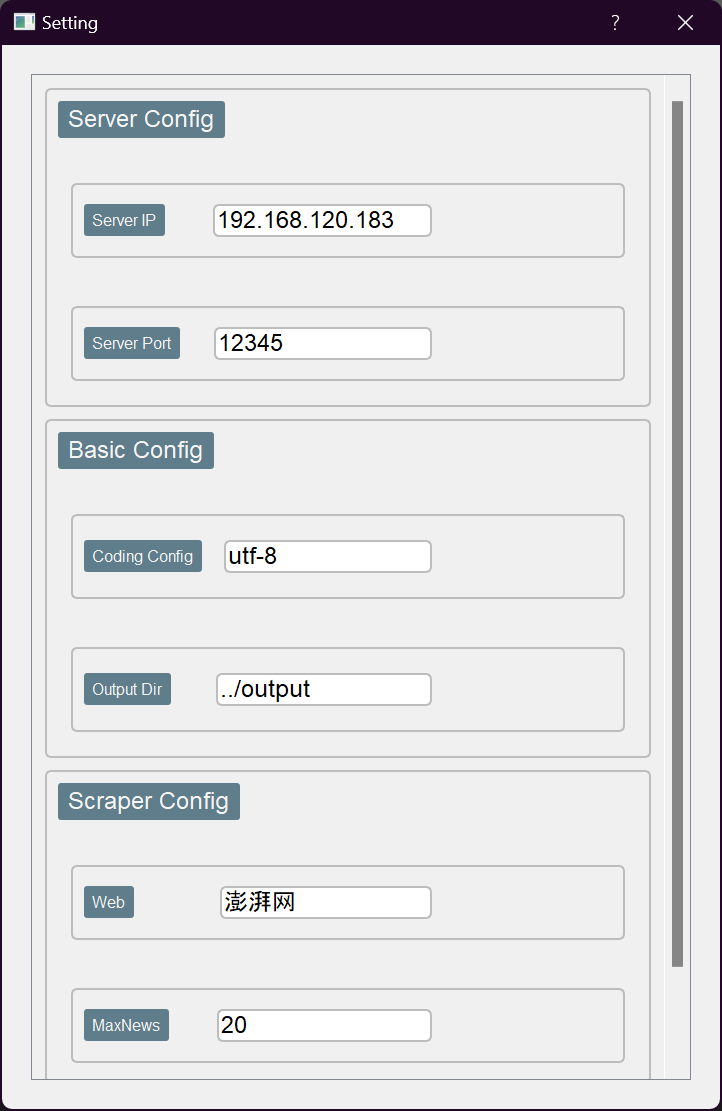 Setting
Server Config
Server IP 192.168.120.183
Server Port 12345
Basic Config
Coding Config utf-8
Output Dir ../output
Scraper Config
Web 澎湃网
MaxNews 20